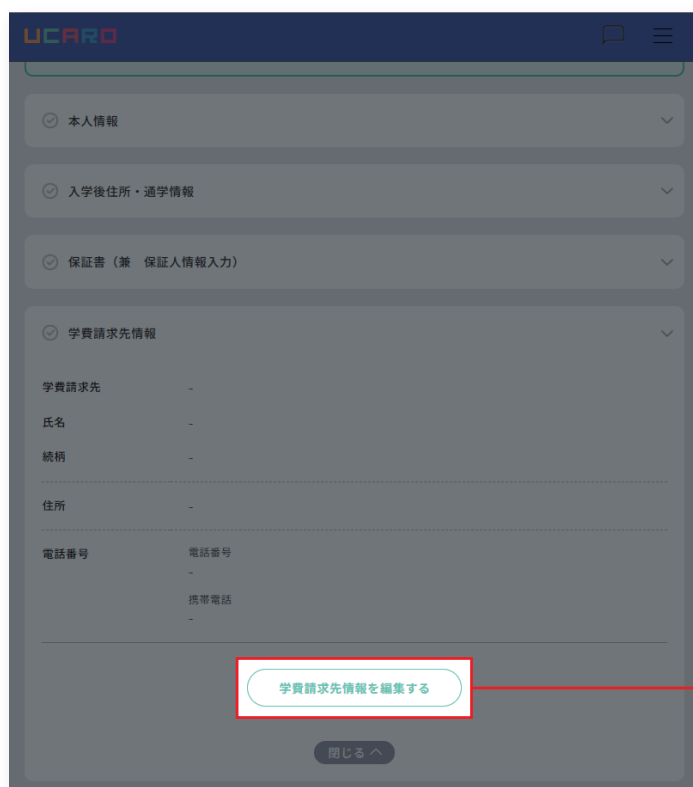 UCARO
本人情報
入学後住所・通学情報
保証書（兼　保証人情報入力）
学費請求先情報
学費請求先 -
氏名 -
続柄 -
住所 -
電話番号 電話番号
-
携帯電話
-
学費請求先情報を編集する
閉じる